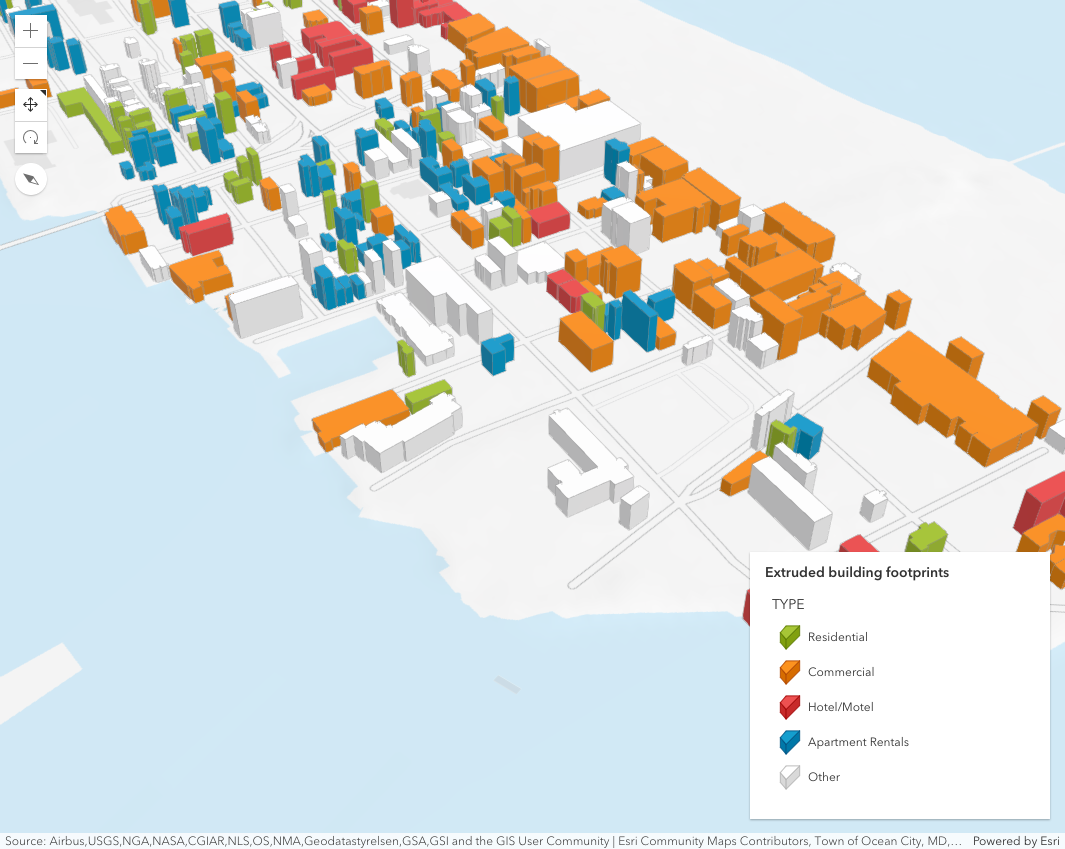 Extruded building footprints
TYPE
Residential
Commercial
Hotel/Motel
Apartment Rentals
Other
Source: Airbus,USGS,NGA,NASA,CGIAR,NLS,OS,NMA,Geodatastyrelsen,GSA,GSI and the GIS User Community | Esri Community Maps Contributors, Town of Ocean City, MD,... Powered by Esri